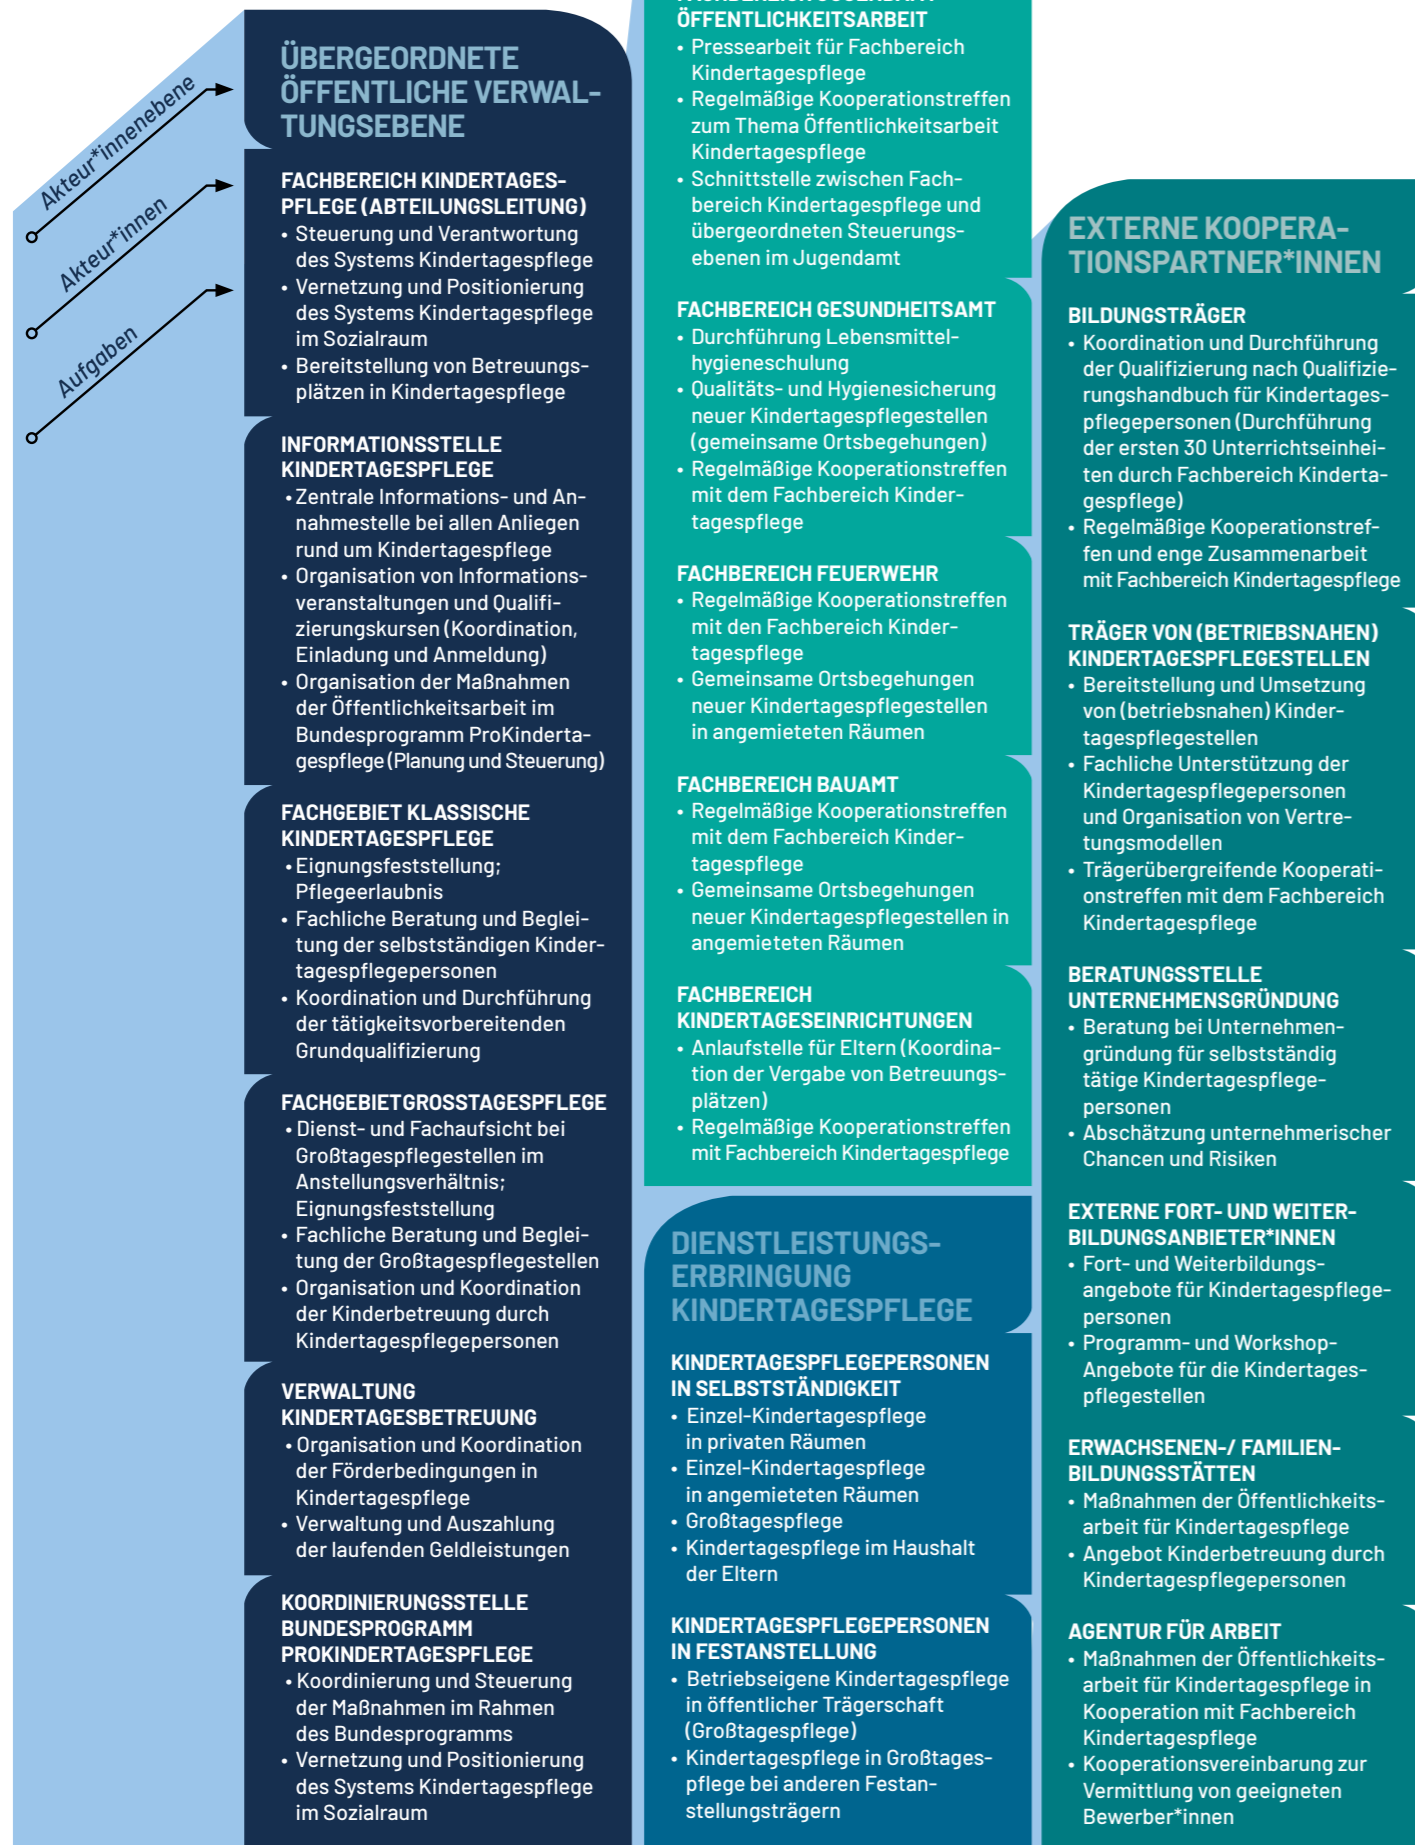 Akteur*innenebene
Akteur*innen
Aufgaben
ÜBERGEORDNETE
ÖFFENTLICHE VERWAL-
TUNGSEBENE
FACHBEREICH KINDERTAGES-
PFLEGE (ABTEILUNGSLEITUNG)
• Steuerung und Verantwortung
des Systems Kindertagespflege
• Vernetzung und Positionierung
des Systems Kindertagespflege
im Sozialraum
• Bereitstellung von Betreuungs-
plätzen in Kindertagespflege
INFORMATIONSSTELLE
KINDERTAGESPFLEGE
• Zentrale Informations- und An-
nahmestelle bei allen Anliegen
rund um Kindertagespflege
• Organisation von Informations-
veranstaltungen und Qualifi-
zierungskursen (Koordination,
Einladung und Anmeldung)
• Organisation der Maßnahmen
der Öffentlichkeitsarbeit im
Bundesprogramm ProKinderta-
gespflege (Planung und Steuerung)
FACHGEBIET KLASSISCHE
KINDERTAGESPFLEGE
• Eignungsfeststellung;
Pflegeerlaubnis
• Fachliche Beratung und Beglei-
tung der selbstständigen Kinder-
tagespflegepersonen
• Koordination und Durchführung
der tätigkeitsvorbereitenden
Grundqualifizierung
FACHGEBIETGROSSTAGESPFLEGE
• Dienst- und Fachaufsicht bei
Großtagespflegestellen im
Anstellungsverhältnis;
Eignungsfeststellung
• Fachliche Beratung und Beglei-
tung der Großtagespflegestellen
• Organisation und Koordination
der Kinderbetreuung durch
Kindertagespflegepersonen
VERWALTUNG
KINDERTAGESBETREUUNG
• Organisation und Koordination
der Förderbedingungen in
Kindertagespflege
• Verwaltung und Auszahlung
der laufenden Geldleistungen
KOORDINIERUNGSSTELLE
BUNDESPROGRAMM
PROKINDERTAGESPFLEGE
• Koordinierung und Steuerung
der Maßnahmen im Rahmen
des Bundesprogramms
• Vernetzung und Positionierung
des Systems Kindertagespflege
im Sozialraum
ÖFFENTLICHKEITSARBEIT
• Pressearbeit für Fachbereich
Kindertagespflege
• Regelmäßige Kooperationstreffen
zum Thema Öffentlichkeitsarbeit
Kindertagespflege
• Schnittstelle zwischen Fach-
bereich Kindertagespflege und
übergeordneten Steuerungs-
ebenen im Jugendamt
FACHBEREICH GESUNDHEITSAMT
• Durchführung Lebensmittel-
hygieneschulung
• Qualitäts- und Hygienesicherung
neuer Kindertagespflegestellen
(gemeinsame Ortsbegehungen)
• Regelmäßige Kooperationstreffen
mit dem Fachbereich Kinder-
tagespflege
FACHBEREICH FEUERWEHR
• Regelmäßige Kooperationstreffen
mit den Fachbereich Kinder-
tagespflege
• Gemeinsame Ortsbegehungen
neuer Kindertagespflegestellen
in angemieteten Räumen
FACHBEREICH BAUAMT
• Regelmäßige Kooperationstreffen
mit dem Fachbereich Kinder-
tagespflege
• Gemeinsame Ortsbegehungen
neuer Kindertagespflegestellen in
angemieteten Räumen
FACHBEREICH
KINDERTAGESEINRICHTUNGEN
• Anlaufstelle für Eltern (Koordina-
tion der Vergabe von Betreuungs-
plätzen)
• Regelmäßige Kooperationstreffen
mit Fachbereich Kindertagespflege
DIENSTLEISTUNGS-
ERBRINGUNG
KINDERTAGESPFLEGE
KINDERTAGESPFLEGEPERSONEN
IN SELBSTSTÄNDIGKEIT
• Einzel-Kindertagespflege
in privaten Räumen
• Einzel-Kindertagespflege
in angemieteten Räumen
• Großtagespflege
• Kindertagespflege im Haushalt
der Eltern
KINDERTAGESPFLEGEPERSONEN
IN FESTANSTELLUNG
• Betriebseigene Kindertagespflege
in öffentlicher Trägerschaft
(Großtagespflege)
• Kindertagespflege in Großtages-
pflege bei anderen Festan-
stellungsträgern
EXTERNE KOOPERA-
TIONSPARTNER*INNEN
BILDUNGSTRÄGER
• Koordination und Durchführung
der Qualifizierung nach Qualifizie-
rungshandbuch für Kindertages-
pflegepersonen (Durchführung
der ersten 30 Unterrichtseinhei-
ten durch Fachbereich Kinderta-
gespflege)
• Regelmäßige Kooperationstref-
fen und enge Zusammenarbeit
mit Fachbereich Kindertagespflege
TRÄGER VON (BETRIEBSNAHEN)
KINDERTAGESPFLEGESTELLEN
• Bereitstellung und Umsetzung
von (betriebsnahen) Kinder-
tagespflegestellen
• Fachliche Unterstützung der
Kindertagespflegepersonen
und Organisation von Vertre-
tungsmodellen
• Trägerübergreifende Kooperati-
onstreffen mit dem Fachbereich
Kindertagespflege
BERATUNGSSTELLE
UNTERNEHMENSGRÜNDUNG
• Beratung bei Unternehmen-
gründung für selbstständig
tätige Kindertagespflege-
personen
• Abschätzung unternehmerischer
Chancen und Risiken
EXTERNE FORT- UND WEITER-
BILDUNGSANBIETER*INNEN
• Fort- und Weiterbildungs-
angebote für Kindertagespflege-
personen
• Programm- und Workshop-
Angebote für die Kindertages-
pflegestellen
ERWACHSENEN-/ FAMILIEN-
BILDUNGSSTÄTTEN
• Maßnahmen der Öffentlichkeits-
arbeit für Kindertagespflege
• Angebot Kinderbetreuung durch
Kindertagespflegepersonen
AGENTUR FÜR ARBEIT
• Maßnahmen der Öffentlichkeits-
arbeit für Kindertagespflege in
Kooperation mit Fachbereich
Kindertagespflege
• Kooperationsvereinbarung zur
Vermittlung von geeigneten
Bewerber*innen